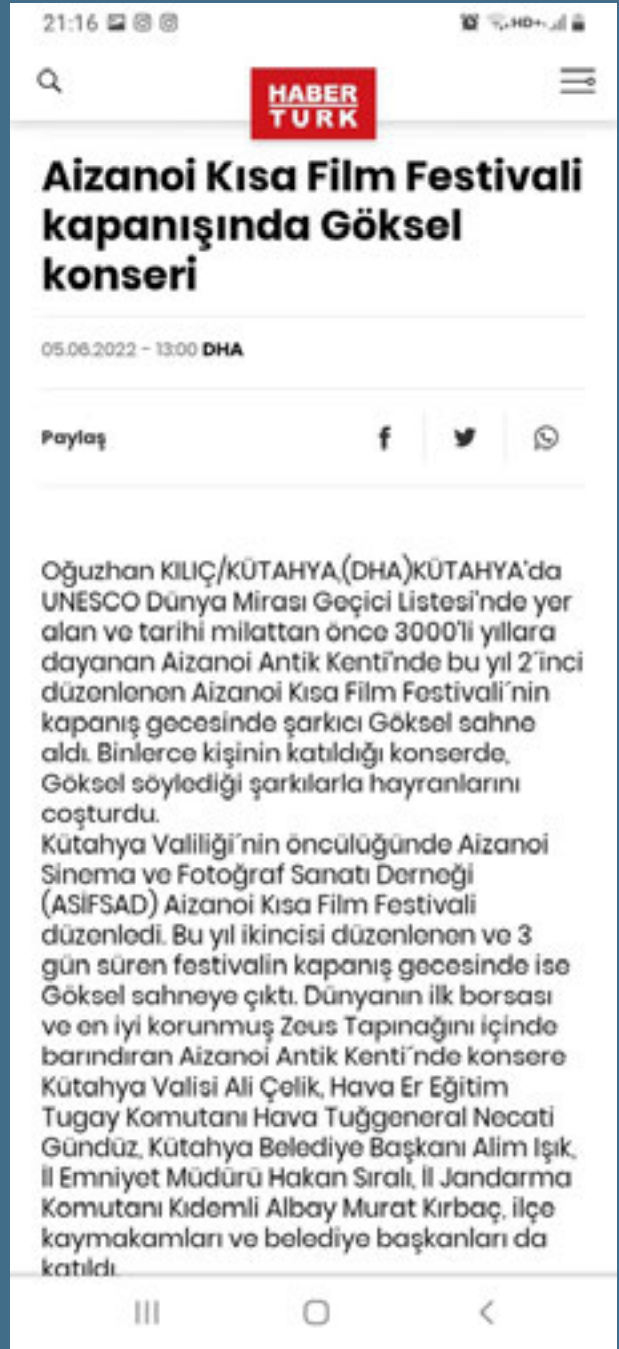 21:16
HD+
HABER
TURK
Aizanoi Kısa Film Festivali
kapanışında Göksel
konseri
05.06.2022 - 13:00 DHA
Paylaş
Oğuzhan KILIÇ/KÜTAHYA,(DHA)KÜTAHYA'da
UNESCO Dünya Mirası Geçici Listesi'nde yer
alan ve tarihi milattan önce 3000'li yıllara
dayanan Aizanoi Antik Kenti'nde bu yıl 2´inci
düzenlenen Aizanoi Kısa Film Festivali´nin
kapanış gecesinde şarkıcı Göksel sahne
aldı. Binlerce kişinin katıldığı konserde,
Göksel söylediği şarkılarla hayranlarını
coşturdu.
Kütahya Valiliği´nin öncülüğünde Aizanoi
Sinema ve Fotoğraf Sanatı Derneği
(ASİFSAD) Aizanoi Kısa Film Festivali
düzenledi. Bu yıl ikincisi düzenlenen ve 3
gün süren festivalin kapanış gecesinde ise
Göksel sahneye çıktı. Dünyanın ilk borsası
ve en iyi korunmuş Zeus Tapınağını içinde
barındıran Aizanoi Antik Kenti´nde konsere
Kütahya Valisi Ali Çelik, Hava Er Eğitim
Tugay Komutanı Hava Tuğgeneral Necati
Gündüz, Kütahya Belediye Başkanı Alim Işık,
İl Emniyet Müdürü Hakan Sıralı, İl Jandarma
Komutanı Kıdemli Albay Murat Kırbaç, ilçe
kaymakamları ve belediye başkanları da
katıldı.